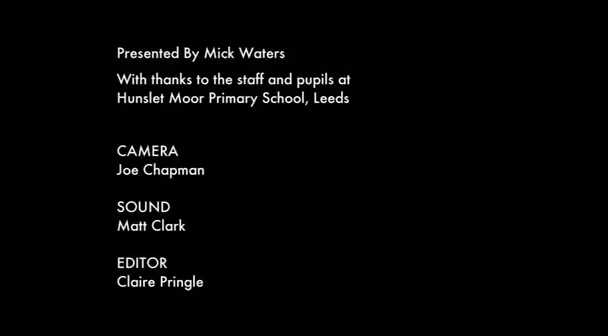 Presented By Mick Waters
With thanks to the staff and pupils at
Hunslet Moor Primary School, Leeds
CAMERA
Joe Chapman
SOUND
Matt Clark
EDITOR
Claire Pringle